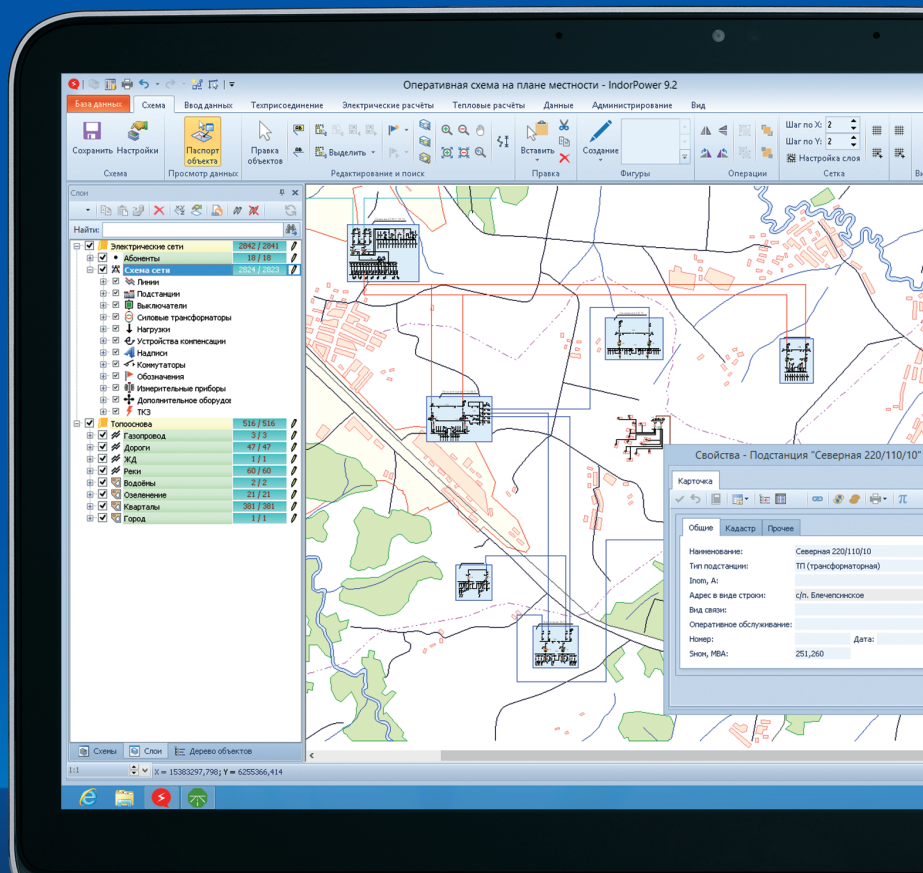 Оперативная схема на плане местности - IndorPower 9.2
База данных Схема Ввод данных Техприсоединение Электрические расчёты Тепловые расчёты Данные Администрирование Вид
Сохранить Настройки Паспорт объекта Правка объектов Выделить Вставить Создание Шаг по X: 2
Шаг по Y: 2
Настройка слоя
Схема Просмотр данных Редактирование и поиск Правка Фигуры Операции Сетка
Слои
Найти:
Электрические сети 2842 / 2841
Абоненты 18 / 18
Схема сети 2824 / 2823
Линии
Подстанции
Выключатели
Силовые трансформаторы
Нагрузки
Устройства компенсации
Надписи
Коммутаторы
Обозначения
Измерительные приборы
Дополнительное оборудов
ТКЗ
Топооснова 516 / 516
Газопровод 3 / 3
Дороги 47 / 47
ЖД 1 / 1
Реки 60 / 60
Водоёмы 2 / 2
Озеленение 21 / 21
Кварталы 381 / 381
Город 1 / 1
Свойства - Подстанция "Северная 220/110/10"
Карточка
Общие Кадастр Прочее
Наименование: Северная 220/110/10
Тип подстанции: ТП (трансформаторная)
Iном, А:
Адрес в виде строки: с/п. Блечепсинское
Вид связи:
Оперативное обслуживание:
Номер: Дата:
Sном, МВА: 251,260
Схемы Слои Дерево объектов
1:1 X = 15383297,798; Y = 6255366,414